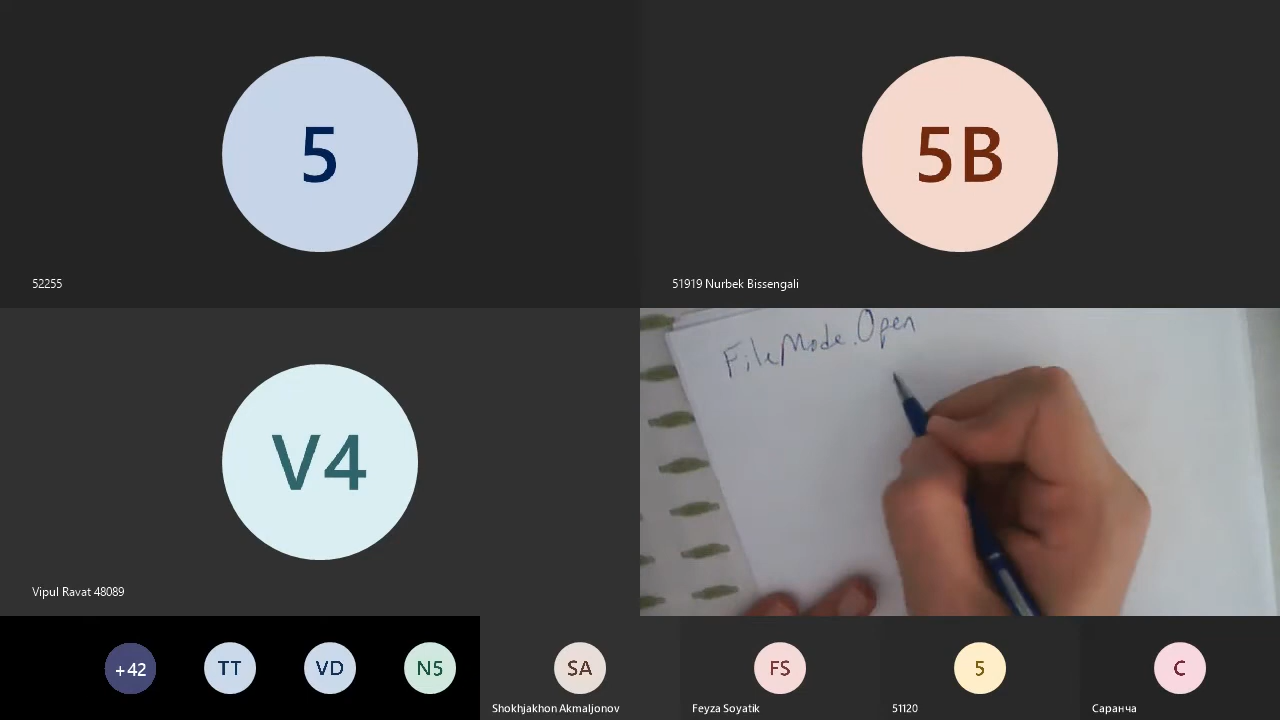 5
5B
52255
51919 Nurbek Bissengali
FileMode.Open
V4
Vipul Ravat 48089
+42
TT
VD
N5
SA
FS
5
C
Shokhjakhon Akmaljonov
Feyza Soyatik
51120
Саранча